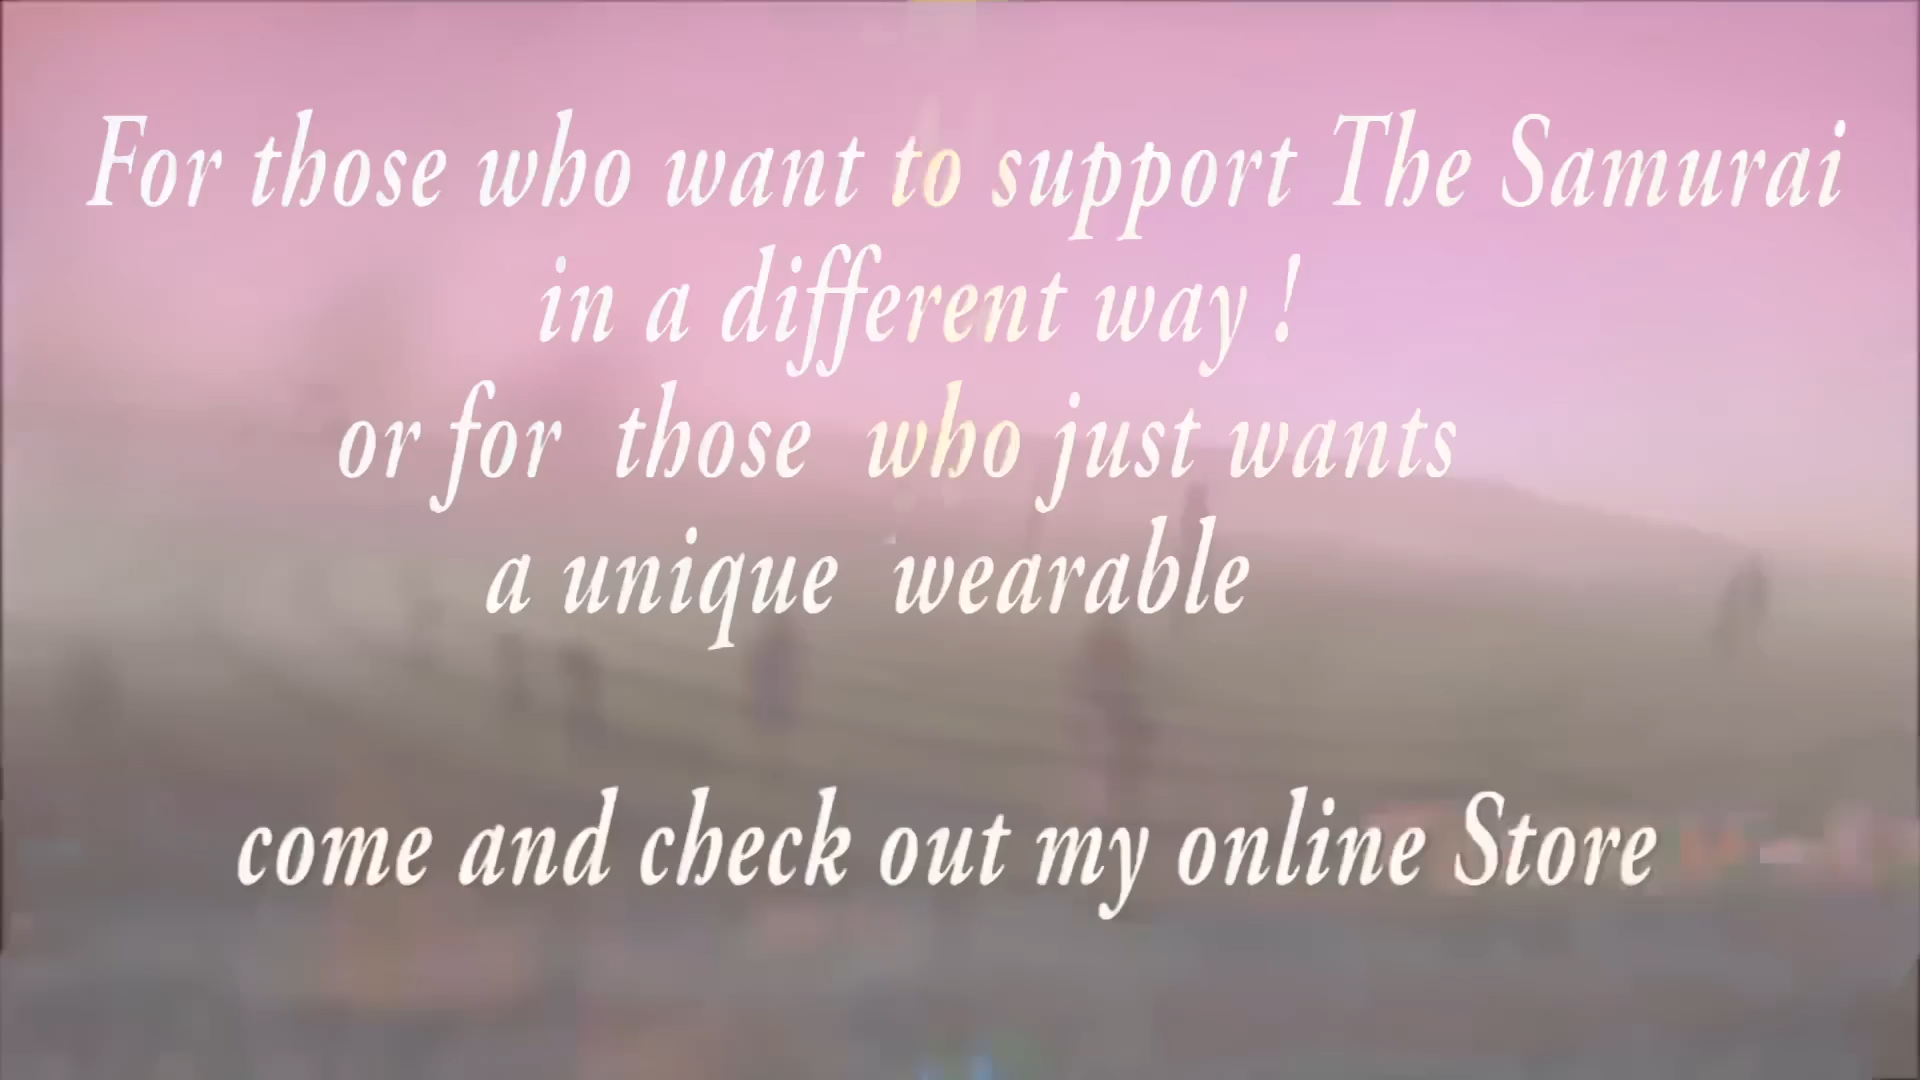 For those who want to support The Samurai
in a different way !
or for those who just wants
a unique wearable
come and check out my online Store